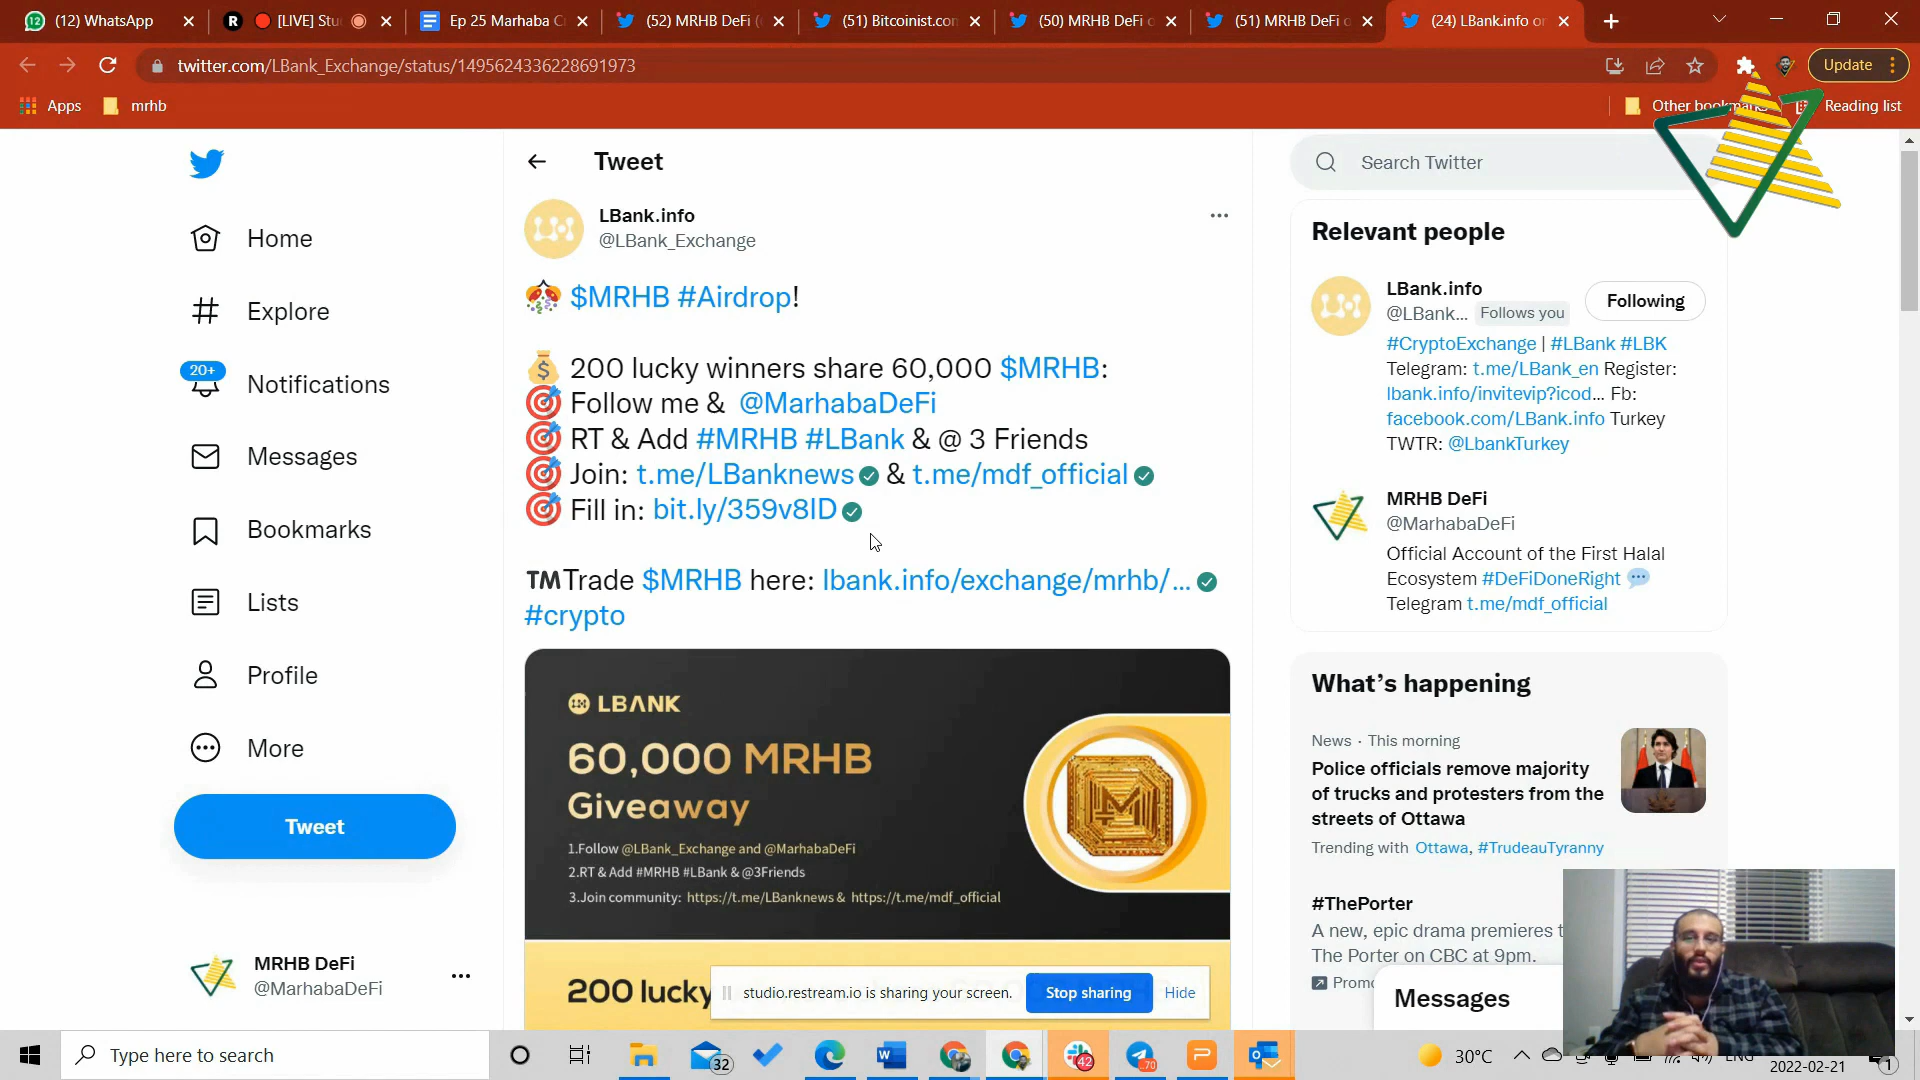 (12) WhatsApp
[LIVE] Stu
Ep 25 Marhaba C
(52) MRHB DeFi (
(51) Bitcoinist.con
(50) MRHB DeFi o
(51) MRHB DeFi o
(24) LBank.info on
twitter.com/LBank_Exchange/status/1495624336228691973
Update
Apps
mrhb
Other bookmarks
Reading list
Tweet
Search Twitter
Home
Explore
20+
Notifications
Messages
Bookmarks
Lists
Profile
More
Tweet
MRHB DeFi
@MarhabaDeFi
LBank.info
@LBank_Exchange
$MRHB #Airdrop!
200 lucky winners share 60,000 $MRHB:
Follow me & @MarhabaDeFi
RT & Add #MRHB #LBank & @ 3 Friends
Join: t.me/LBanknews & t.me/mdf_official
Fill in: bit.ly/359v8lD
TMTrade $MRHB here: lbank.info/exchange/mrhb/...
#crypto
LBANK
60,000 MRHB
Giveaway
1.Follow @LBank_Exchange and @MarhabaDeFi
2.RT & Add #MRHB #LBank & @3Friends
3.Join community: https://t.me/LBanknews & https://t.me/mdf_official
200 lucky
studio.restream.io is sharing your screen.
Stop sharing
Hide
Relevant people
LBank.info
@LBank... Follows you
Following
#CryptoExchange | #LBank #LBK
Telegram: t.me/LBank_en Register:
lbank.info/invitevip?icod... Fb:
facebook.com/LBank.info Turkey
TWTR: @LbankTurkey
MRHB DeFi
@MarhabaDeFi
Official Account of the First Halal
Ecosystem #DeFiDoneRight
Telegram t.me/mdf_official
What's happening
News · This morning
Police officials remove majority
of trucks and protesters from the
streets of Ottawa
Trending with Ottawa, #TrudeauTyranny
#ThePorter
A new, epic drama premieres t
The Porter on CBC at 9pm.
Promo
Messages
Type here to search
32
42
70
30°C
ENG
2022-02-21
1